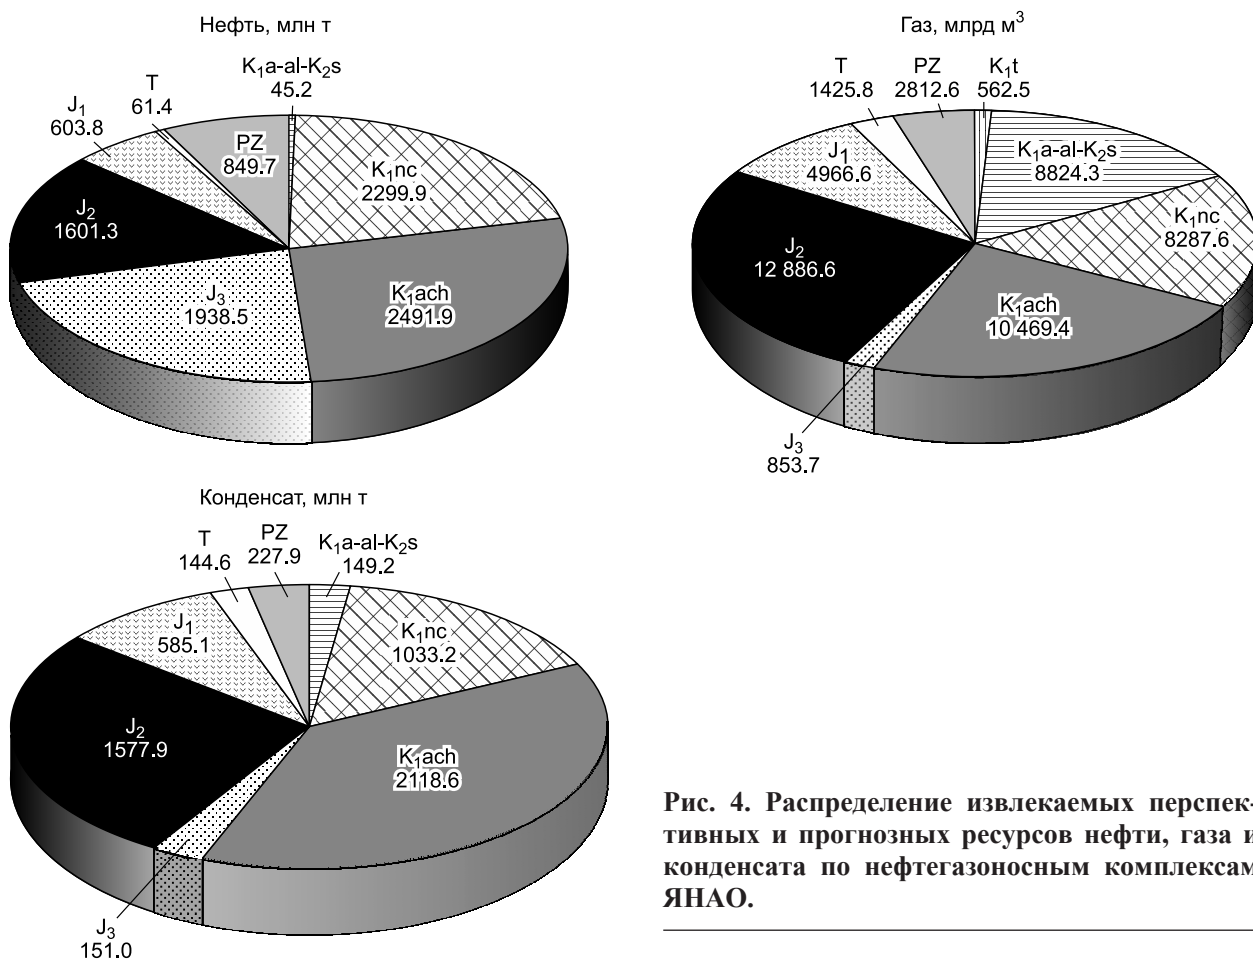 Нефть, млн т
K₁a-al-K₂s
45.2
T
61.4
J₁
603.8
PZ
849.7
K₁nc
2299.9
J₂
1601.3
J₃
1938.5
K₁ach
2491.9
Газ, млрд м³
T
1425.8
PZ
2812.6
K₁t
562.5
J₁
4966.6
K₁a-al-K₂s
8824.3
K₁nc
8287.6
J₂
12 886.6
K₁ach
10 469.4
J₃
853.7
Конденсат, млн т
T
144.6
PZ
227.9
K₁a-al-K₂s
149.2
J₁
585.1
K₁nc
1033.2
J₂
1577.9
K₁ach
2118.6
J₃
151.0
Рис. 4. Распределение извлекаемых перспек-
тивных и прогнозных ресурсов нефти, газа и
конденсата по нефтегазоносным комплексам
ЯНАО.